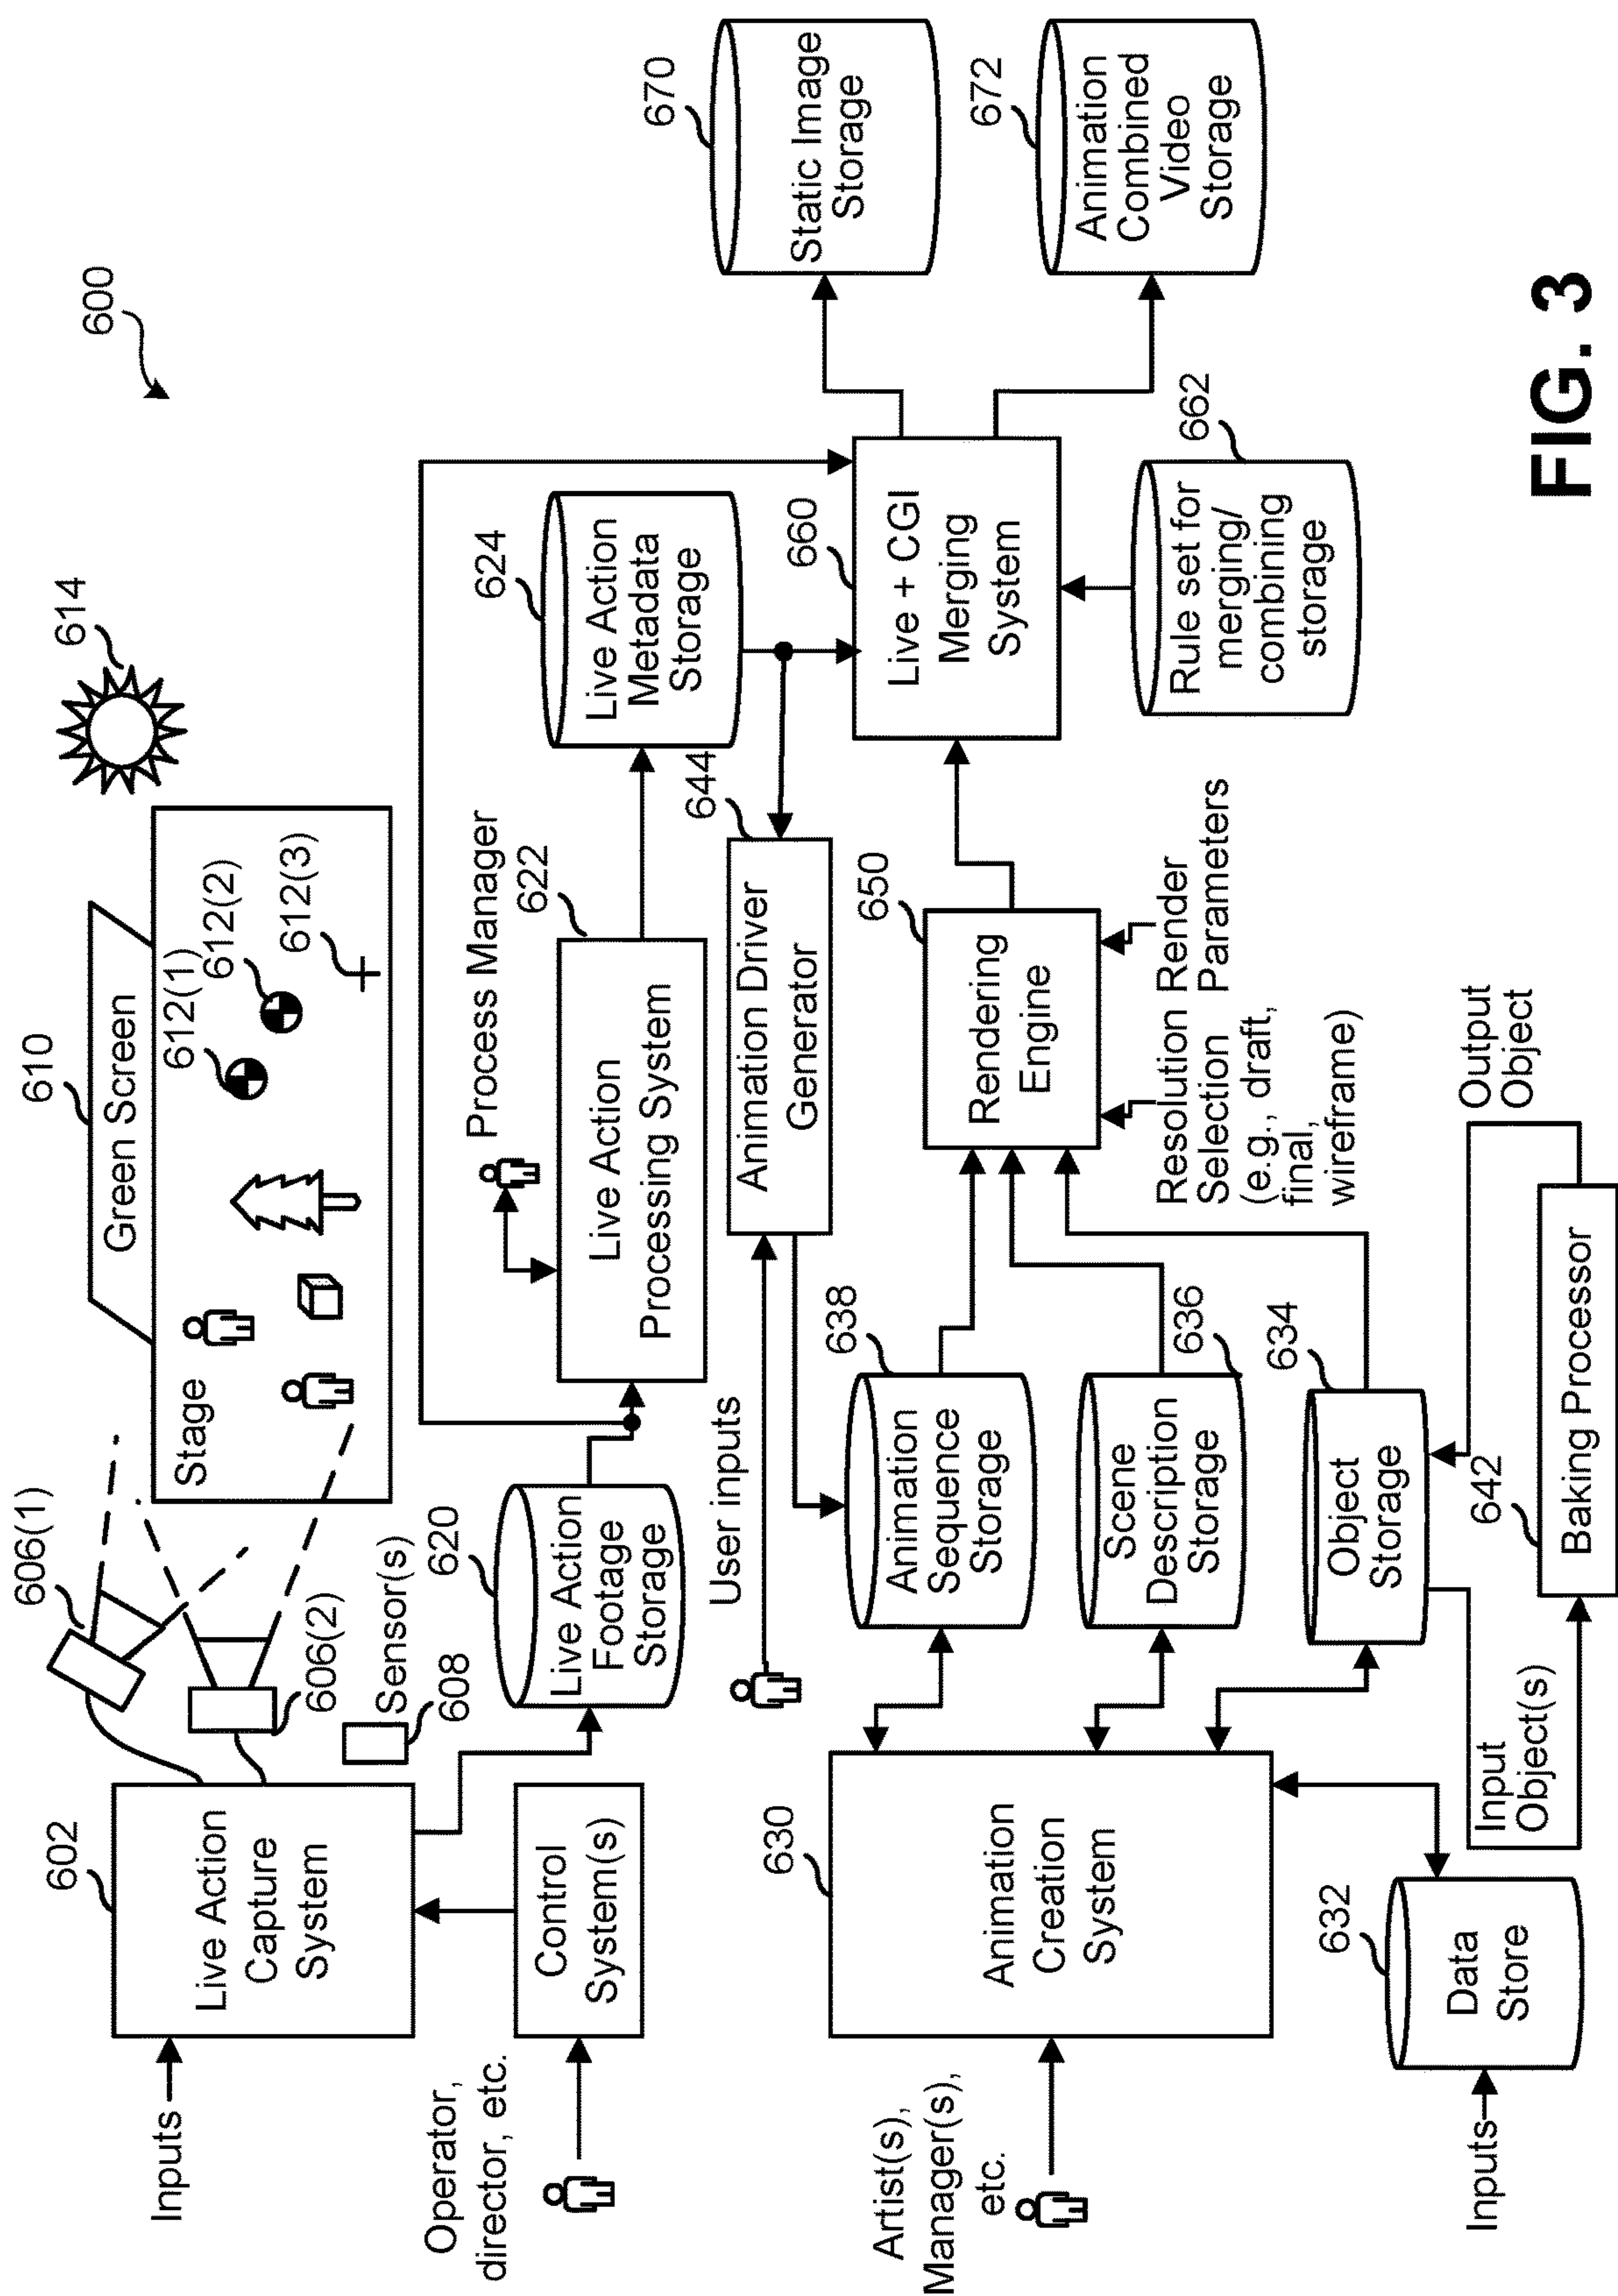 600
606(1)
610
614
Green Screen
612(1)
612(2)
612(3)
Stage
602
Live Action
Capture
System
Inputs
606(2)
Sensor(s)
608
Operator,
director, etc.
Control
System(s)
620
Live Action
Footage
Storage
Process Manager
622
Live Action
Processing System
624
Live Action
Metadata
Storage
User inputs
644
Animation Driver
Generator
630
Animation
Creation
System
Artist(s),
Manager(s),
etc.
638
Animation
Sequence
Storage
636
Scene
Description
Storage
634
Object
Storage
632
Data
Store
Inputs
Input
Object(s)
642
Baking Processor
Output
Object
650
Rendering
Engine
Resolution
Selection
(e.g., draft,
final,
wireframe)
Render
Parameters
660
Live + CGI
Merging
System
662
Rule set for
merging/
combining
storage
670
Static Image
Storage
672
Animation
Combined
Video
Storage
FIG. 3